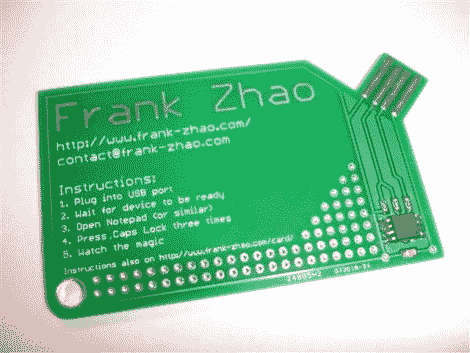 Frank Zhao
http://www.frank-zhao.com/
contact@frank-zhao.com
Instructions:
1. Plug into USB port
2. Wait for device to be ready
3. Open Notepad (or similar)
4. Press Caps Lock three times
5. Watch the magic
Instructions also on http://www.frank-zhao.com/card/